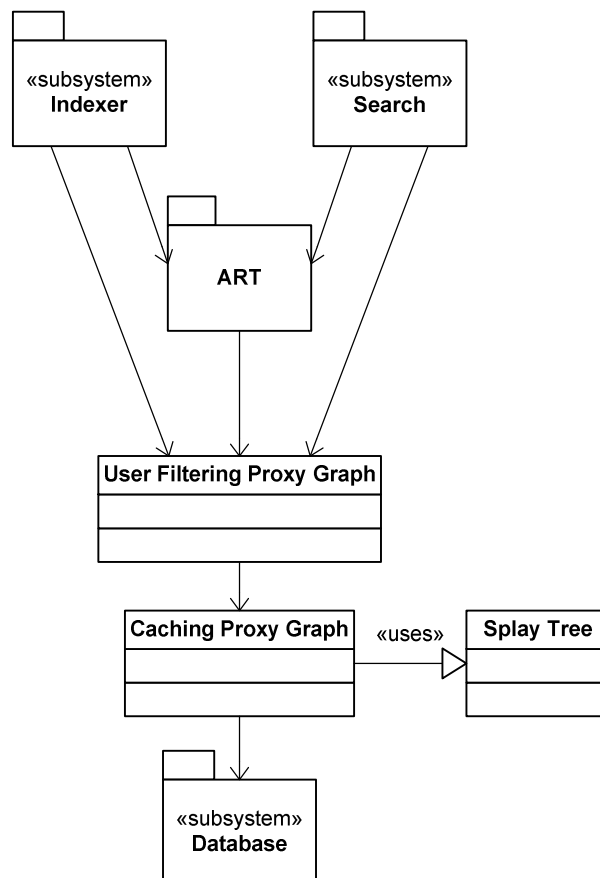 «subsystem»
Indexer
«subsystem»
Search
ART
User Filtering Proxy Graph
Caching Proxy Graph
«uses»
Splay Tree
«subsystem»
Database